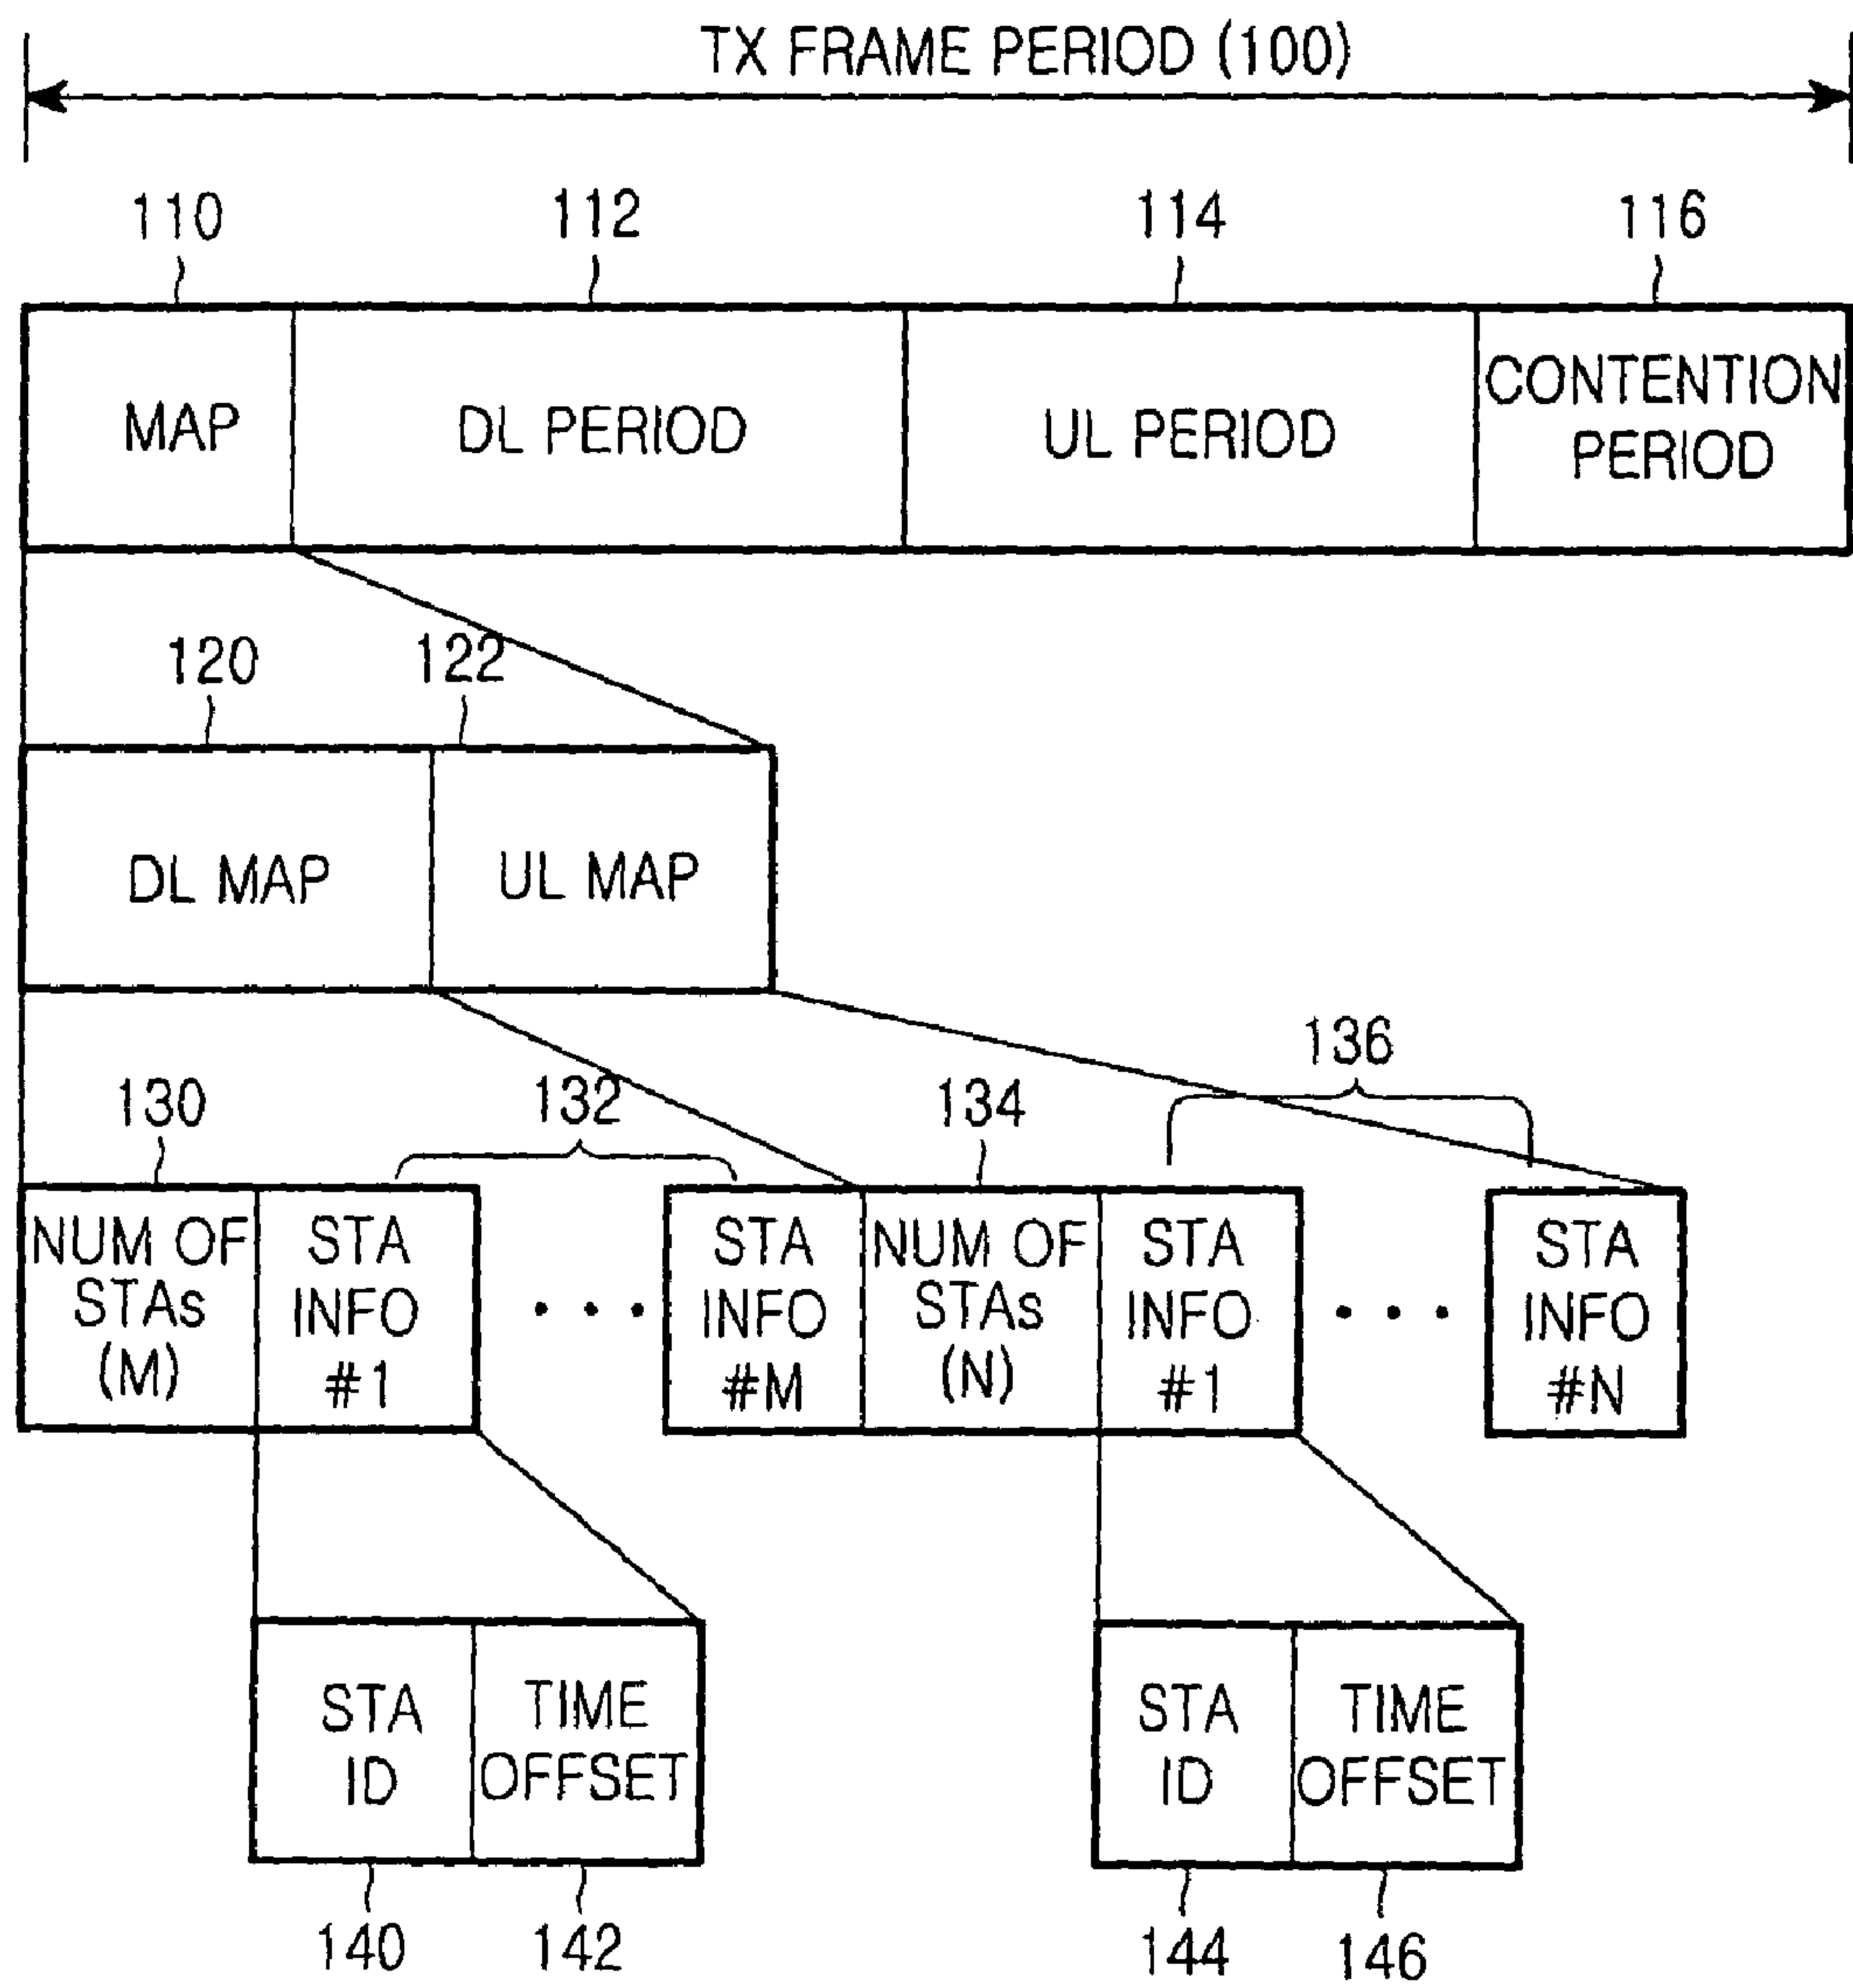 TX FRAME PERIOD (100)
110
112
114
116
MAP
DL PERIOD
UL PERIOD
CONTENTION
PERIOD
120
122
DL MAP
UL MAP
136
130
132
134
NUM OF
STAs
(M)
STA
INFO
#1
• • •
STA
INFO
#M
NUM OF
STAs
(N)
STA
INFO
#1
• • •
STA
INFO
#N
STA
ID
TIME
OFFSET
STA
ID
TIME
OFFSET
140
142
144
146